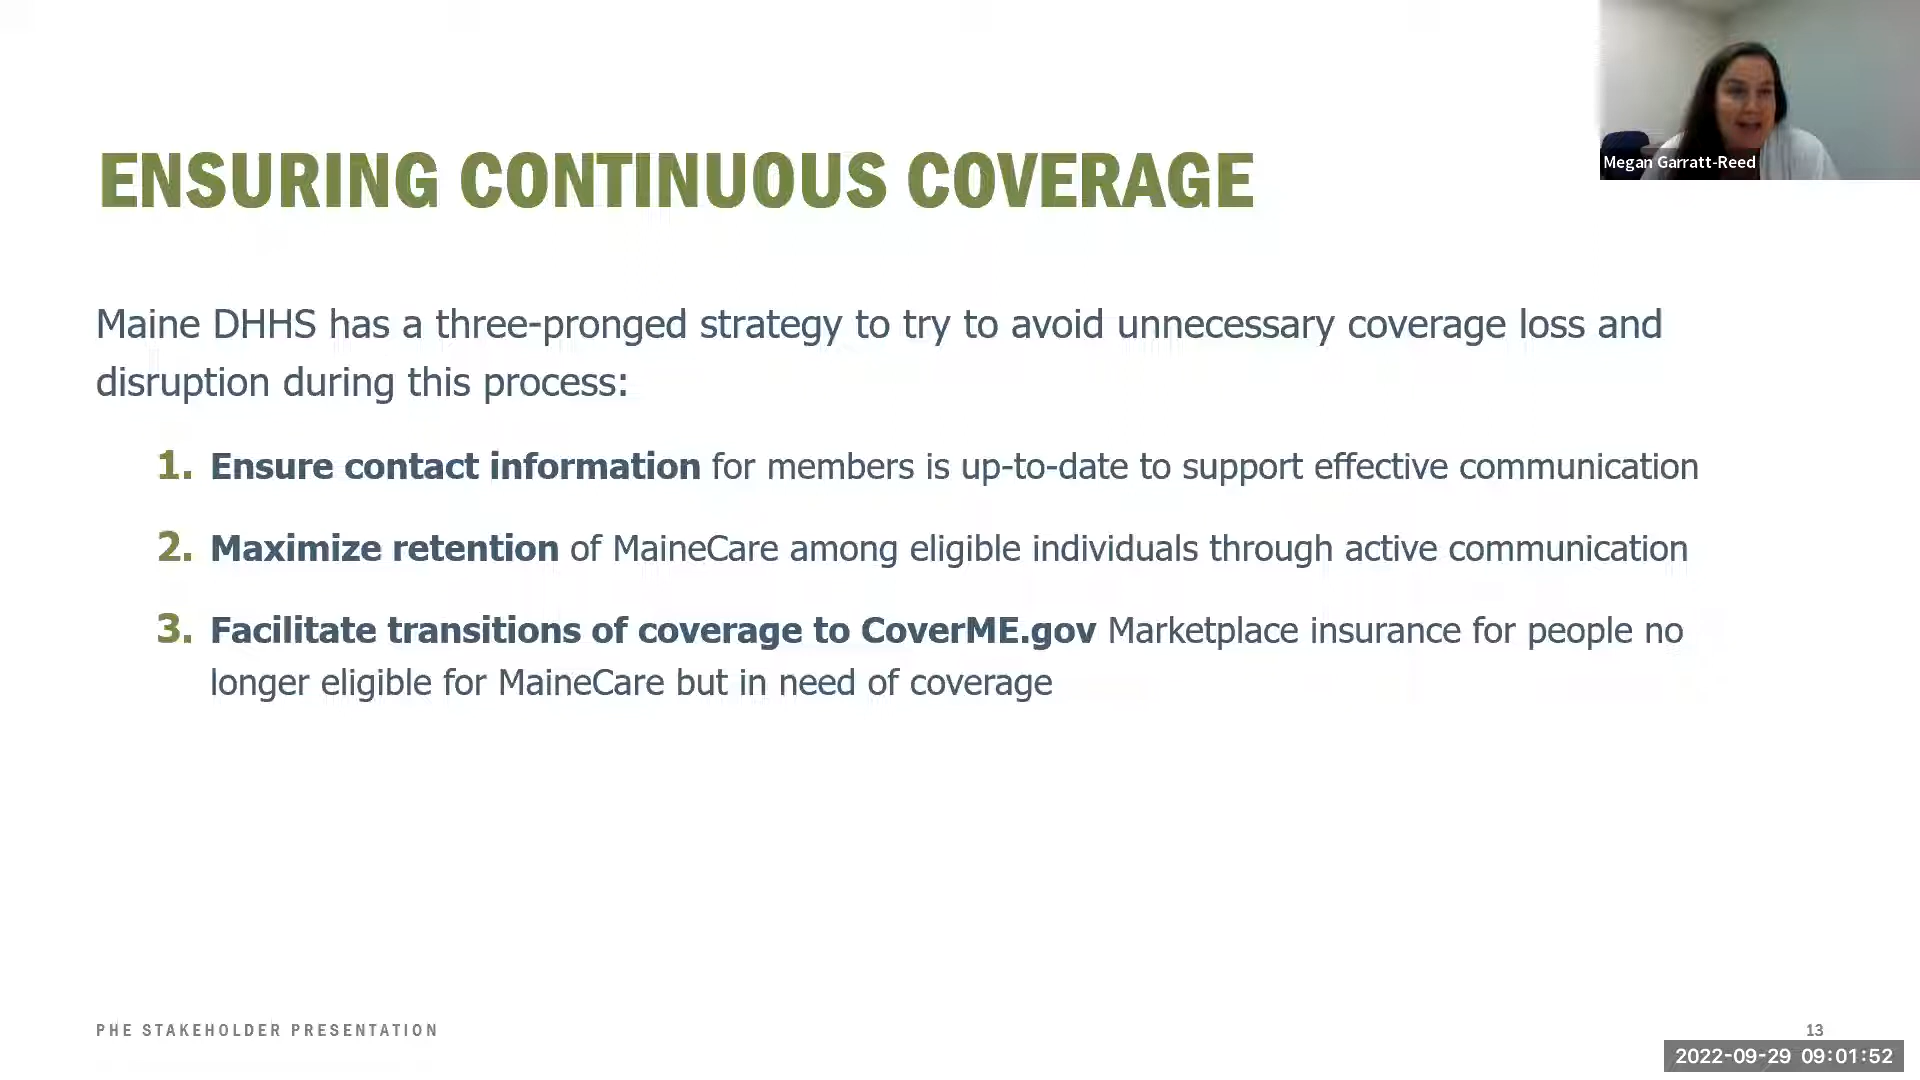 Megan Garratt-Reed
ENSURING CONTINUOUS COVERAGE
Maine DHHS has a three-pronged strategy to try to avoid unnecessary coverage loss and
disruption during this process:
1. Ensure contact information for members is up-to-date to support effective communication
2. Maximize retention of MaineCare among eligible individuals through active communication
3. Facilitate transitions of coverage to CoverME.gov Marketplace insurance for people no
longer eligible for MaineCare but in need of coverage
PHE STAKEHOLDER PRESENTATION
13
2022-09-29 09:01:52